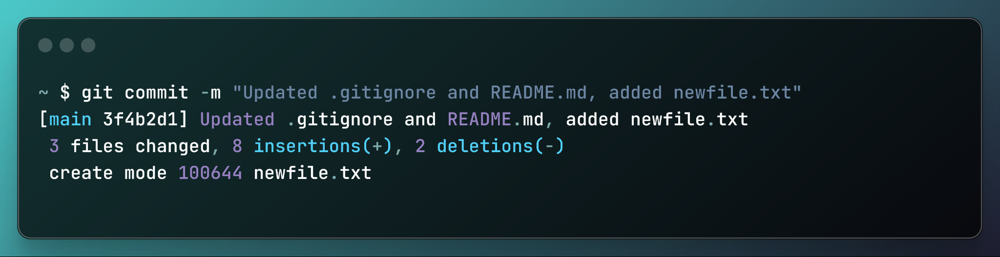 ~ $ git commit -m "Updated .gitignore and README.md, added newfile.txt"
[main 3f4b2d1] Updated .gitignore and README.md, added newfile.txt
 3 files changed, 8 insertions(+), 2 deletions(-)
 create mode 100644 newfile.txt